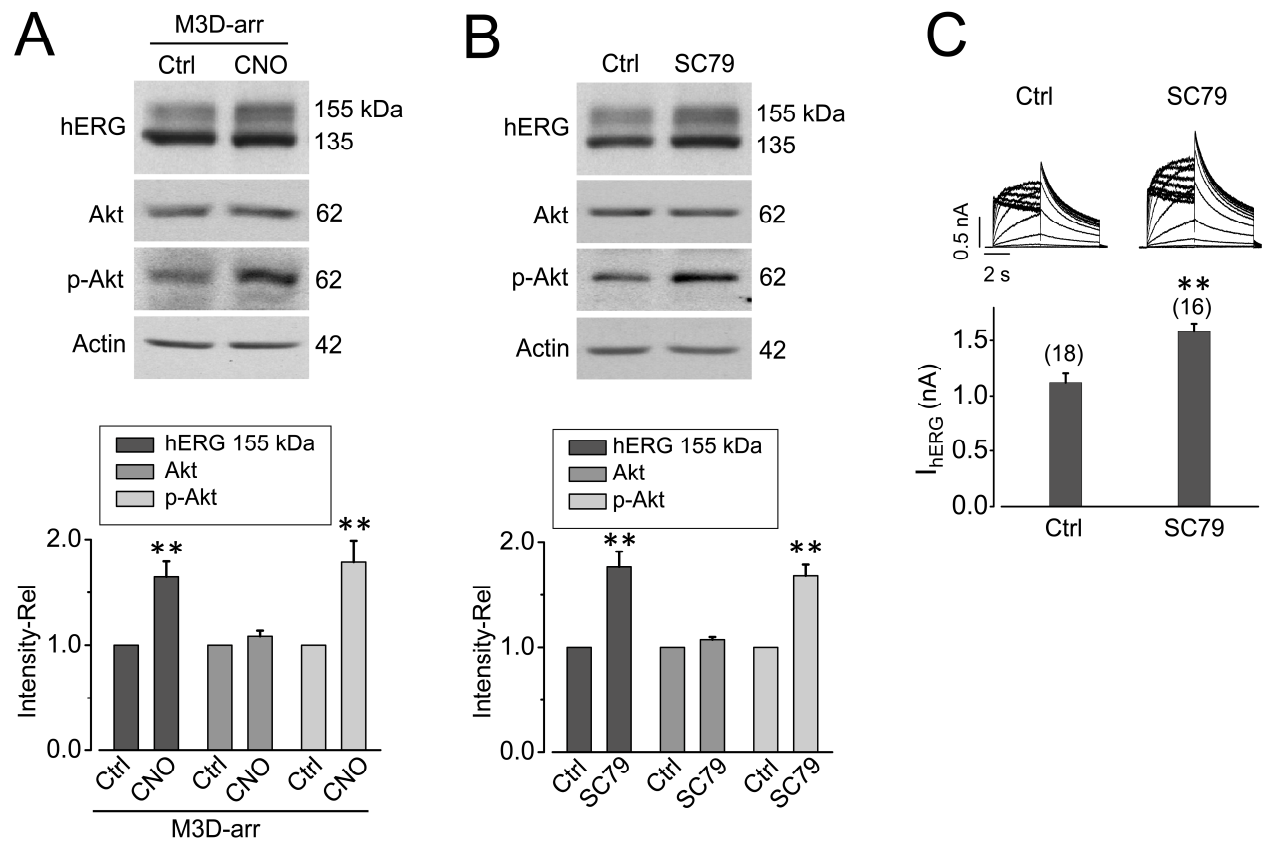 A
M3D-arr
Ctrl CNO
hERG
155 kDa
135
Akt
62
p-Akt
62
Actin
42
hERG 155 kDa
Akt
p-Akt
Intensity-Rel
2.0
1.0
0.0
** **
Ctrl CNO Ctrl CNO Ctrl CNO
M3D-arr
B
Ctrl SC79
hERG
155 kDa
135
Akt
62
p-Akt
62
Actin
42
hERG 155 kDa
Akt
p-Akt
Intensity-Rel
2.0
1.0
0.0
** **
Ctrl SC79 Ctrl SC79 Ctrl SC79
C
Ctrl SC79
0.5 nA
2 s
IhERG (nA)
1.5
1.0
0.5
0.0
(18)
**
(16)
Ctrl SC79